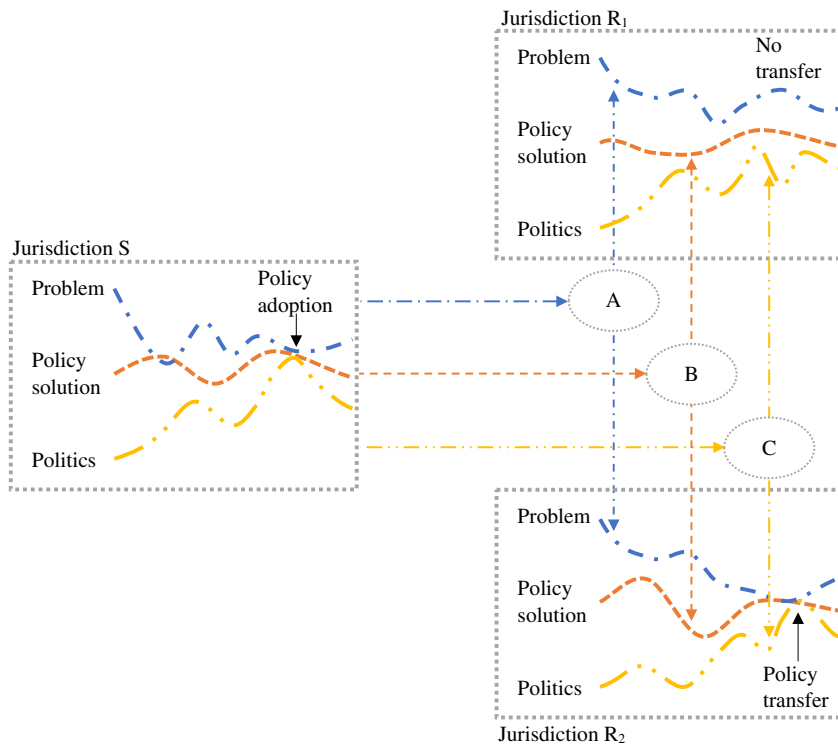 Jurisdiction R1
Problem
No
transfer
Policy
solution
Politics
Jurisdiction S
Problem
Policy
adoption
Policy
solution
Politics
A
B
C
Problem
Policy
solution
Politics
Policy
transfer
Jurisdiction R2